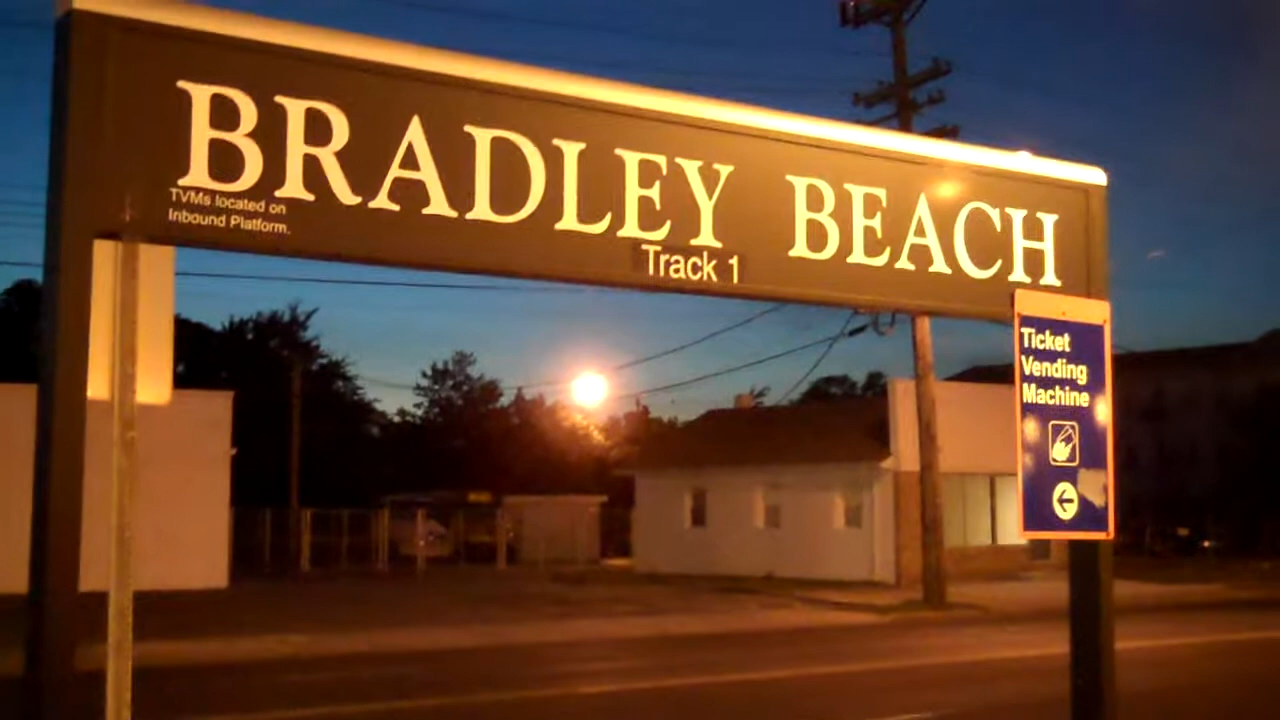 BRADLEY BEACH
TVMs located on
Inbound Platform.
Track 1
Ticket
Vending
Machine